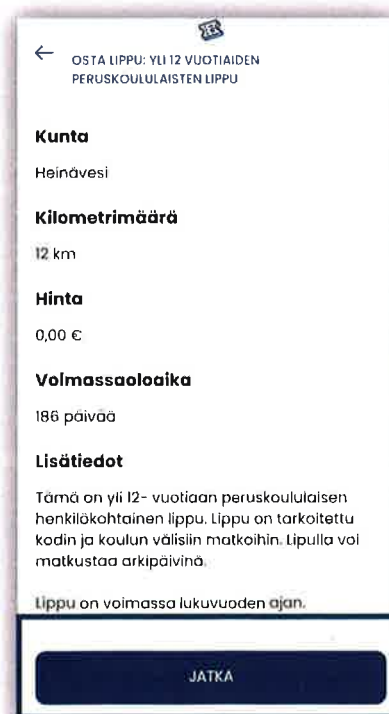 OSTA LIPPU: YLI 12 VUOTIAIDEN
PERUSKOULULAISTEN LIPPU
Kunta
Heinävesi
Kilometrimäärä
12 km
Hinta
0,00 €
Voimassaoloaika
186 päivää
Lisätiedot
Tämä on yli 12- vuotiaan peruskoululaisen
henkilökohtainen lippu. Lippu on tarkoitettu
kodin ja koulun välisiin matkoihin. Lipulla voi
matkustaa arkipäivinä.
Lippu on voimassa lukuvuoden ajan.
JATKA